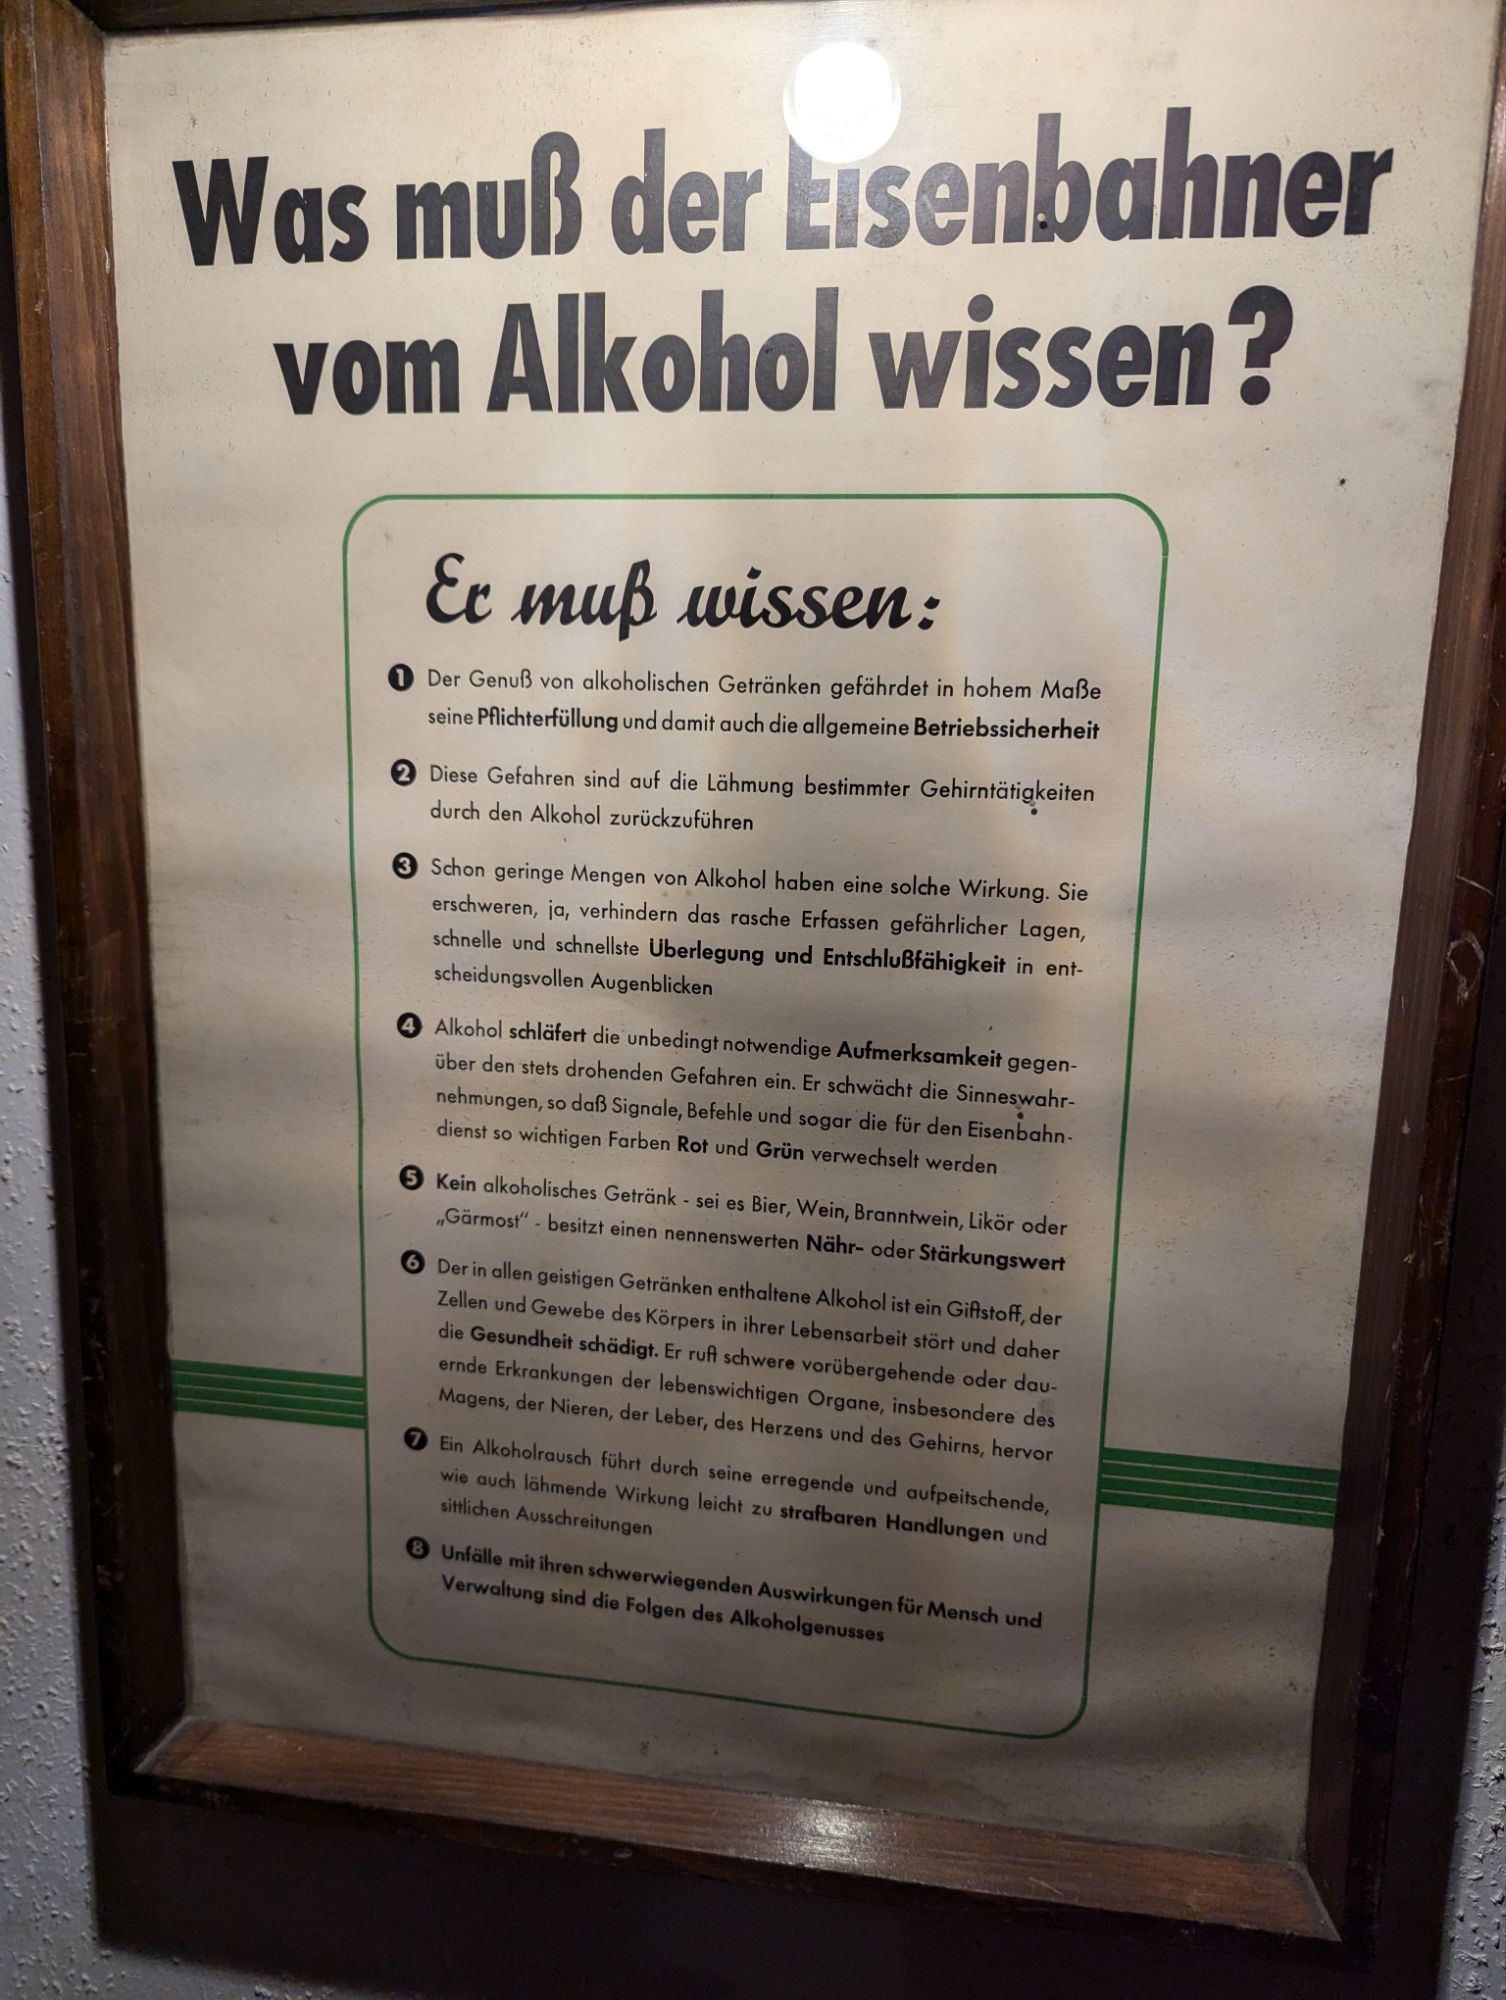 Was muß der Eisenbahner
vom Alkohol wissen?
Er muß wissen:
1 Der Genuß von alkoholischen Getränken gefährdet in hohem Maße
seine Pflichterfüllung und damit auch die allgemeine Betriebssicherheit
2 Diese Gefahren sind auf die Lähmung bestimmter Gehirntätigkeiten
durch den Alkohol zurückzuführen
3 Schon geringe Mengen von Alkohol haben eine solche Wirkung. Sie
erschweren, ja, verhindern das rasche Erfassen gefährlicher Lagen,
schnelle und schnellste Überlegung und Entschlußfähigkeit in ent-
scheidungsvollen Augenblicken
4 Alkohol schläfert die unbedingt notwendige Aufmerksamkeit gegen-
über den stets drohenden Gefahren ein. Er schwächt die Sinneswahr-
nehmungen, so daß Signale, Befehle und sogar die für den Eisenbahn-
dienst so wichtigen Farben Rot und Grün verwechselt werden
5 Kein alkoholisches Getränk - sei es Bier, Wein, Branntwein, Likör oder
„Gärmost“ - besitzt einen nennenswerten Nähr- oder Stärkungswert
6 Der in allen geistigen Getränken enthaltene Alkohol ist ein Giftstoff, der
Zellen und Gewebe des Körpers in ihrer Lebensarbeit stört und daher
die Gesundheit schädigt. Er ruft schwere vorübergehende oder dau-
ernde Erkrankungen der lebenswichtigen Organe, insbesondere des
Magens, der Nieren, der Leber, des Herzens und des Gehirns, hervor
7 Ein Alkoholrausch führt durch seine erregende und aufpeitschende,
wie auch lähmende Wirkung leicht zu strafbaren Handlungen und
sittlichen Ausschreitungen
8 Unfälle mit ihren schwerwiegenden Auswirkungen für Mensch und
Verwaltung sind die Folgen des Alkoholgenusses